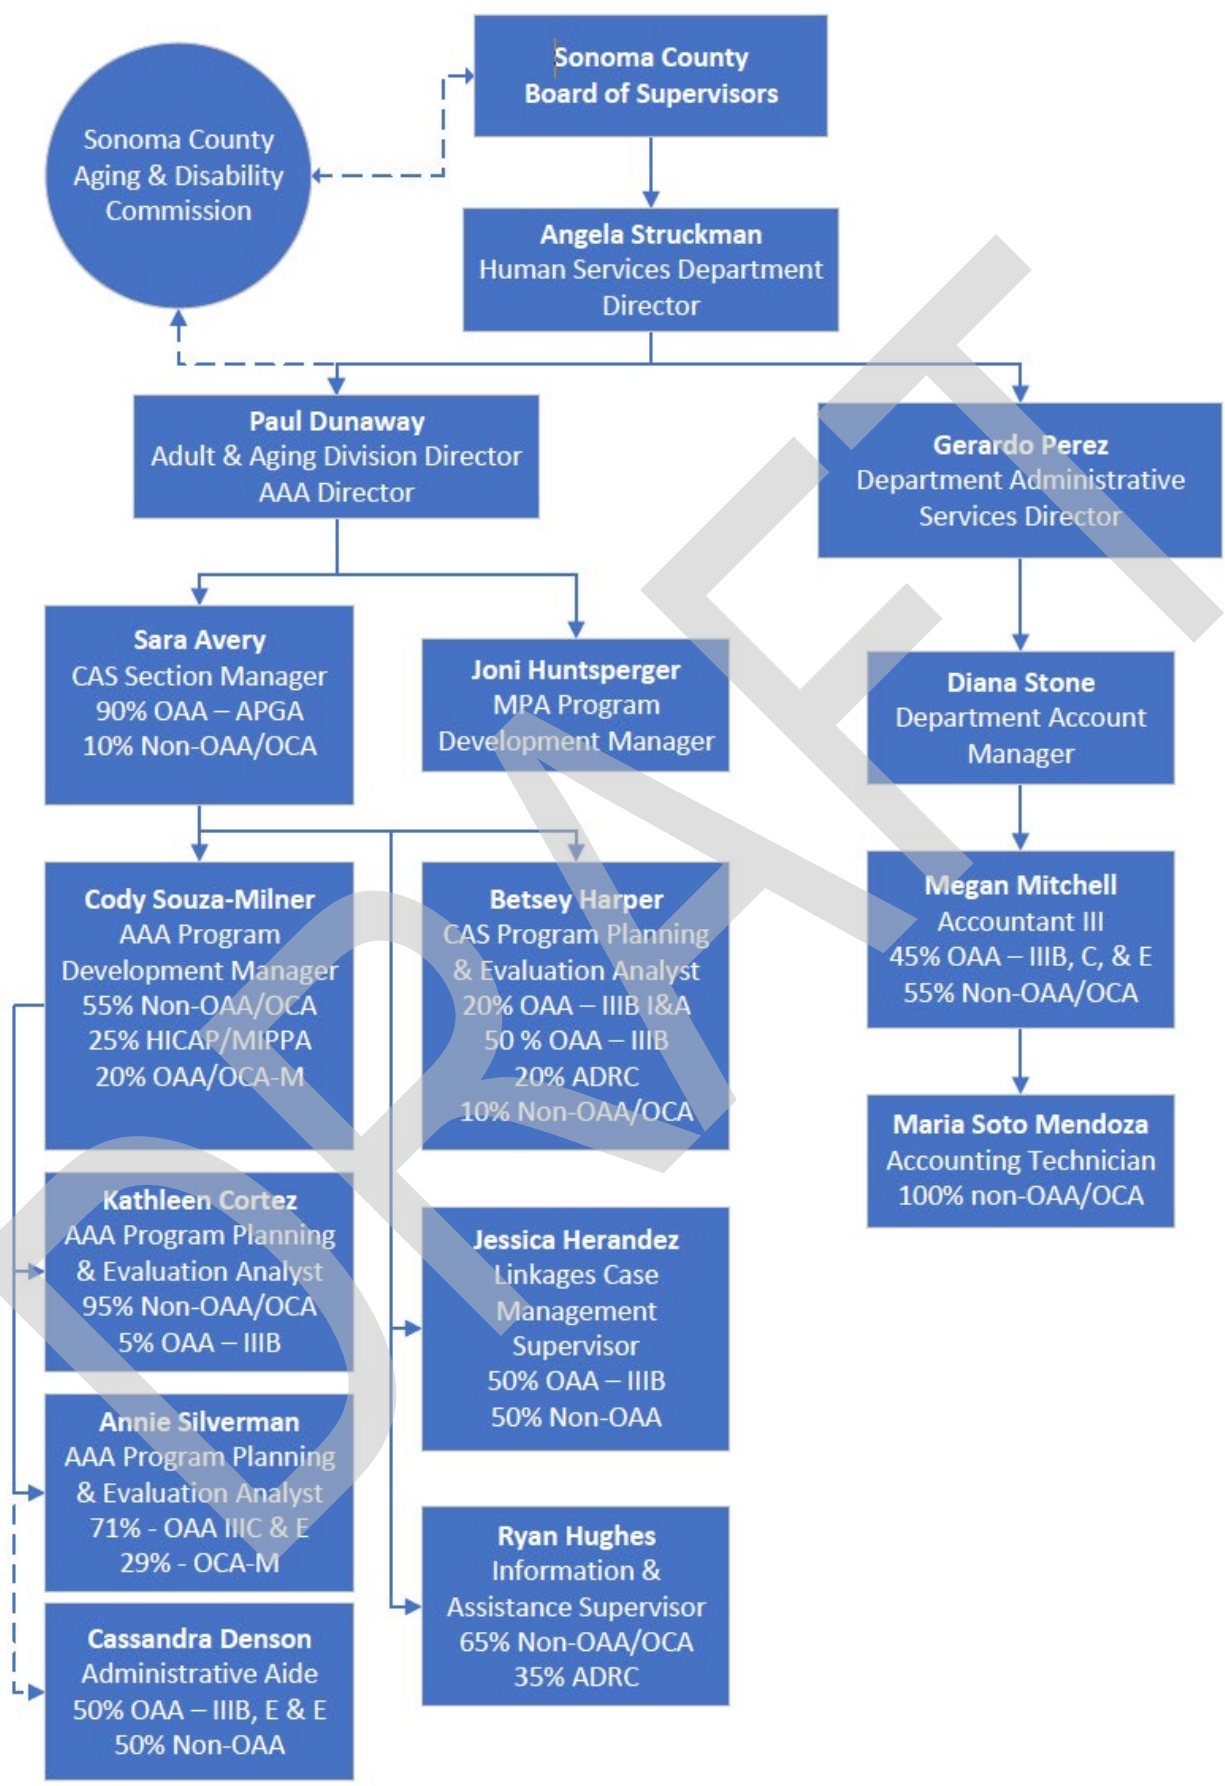 Sonoma County
Board of Supervisors
Sonoma County
Aging & Disability
Commission
Angela Struckman
Human Services Department
Director
Paul Dunaway
Adult & Aging Division Director
AAA Director
Gerardo Perez
Department Administrative
Services Director
Sara Avery
CAS Section Manager
90% OAA – APGA
10% Non-OAA/OCA
Joni Huntsperger
MPA Program
Development Manager
Diana Stone
Department Account
Manager
Cody Souza-Milner
AAA Program
Development Manager
55% Non-OAA/OCA
25% HICAP/MIPPA
20% OAA/OCA-M
Betsey Harper
CAS Program Planning
& Evaluation Analyst
20% OAA – IIIB I&A
50 % OAA – IIIB
20% ADRC
10% Non-OAA/OCA
Megan Mitchell
Accountant III
45% OAA – IIIB, C, & E
55% Non-OAA/OCA
Maria Soto Mendoza
Accounting Technician
100% non-OAA/OCA
Kathleen Cortez
AAA Program Planning
& Evaluation Analyst
95% Non-OAA/OCA
5% OAA – IIIB
Jessica Herandez
Linkages Case
Management
Supervisor
50% OAA – IIIB
50% Non-OAA
Annie Silverman
AAA Program Planning
& Evaluation Analyst
71% - OAA IIIC & E
29% - OCA-M
Ryan Hughes
Information &
Assistance Supervisor
65% Non-OAA/OCA
35% ADRC
Cassandra Denson
Administrative Aide
50% OAA – IIIB, E & E
50% Non-OAA
DRAFT